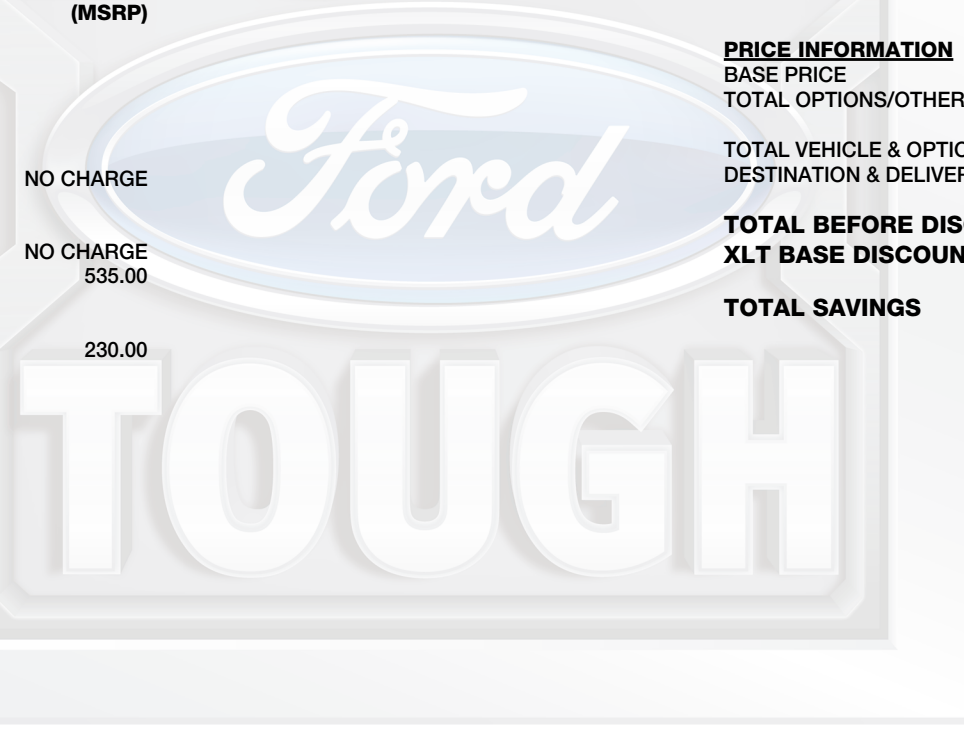 (MSRP)
NO CHARGE
NO CHARGE
535.00
230.00
PRICE INFORMATION
BASE PRICE
TOTAL OPTIONS/OTHER
TOTAL VEHICLE & OPTIO
DESTINATION & DELIVER
TOTAL BEFORE DIS
XLT BASE DISCOUN
TOTAL SAVINGS
Ford
TOUGH